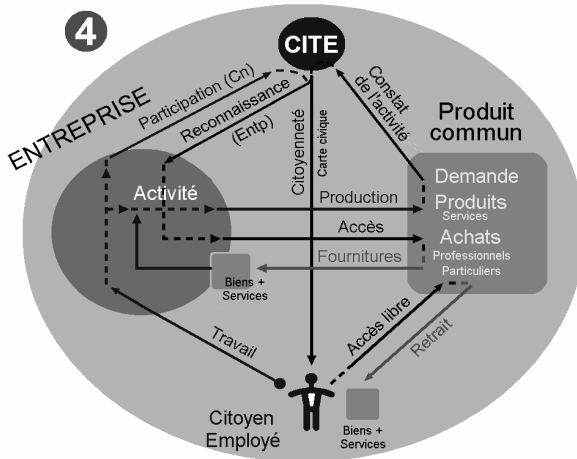 4
CITE
ENTREPRISE
Participation (Cn)
Reconnaissance
(Entp)
Citoyenneté
Carte civique
Constat
de l'activité
Produit
commun
Activité
Demande
Production
Produits
Services
Accès
Achats
Fournitures
Professionnels
Particuliers
Biens +
Services
Travail
Accès libre
Retrait
Citoyen
Employé
Biens +
Services